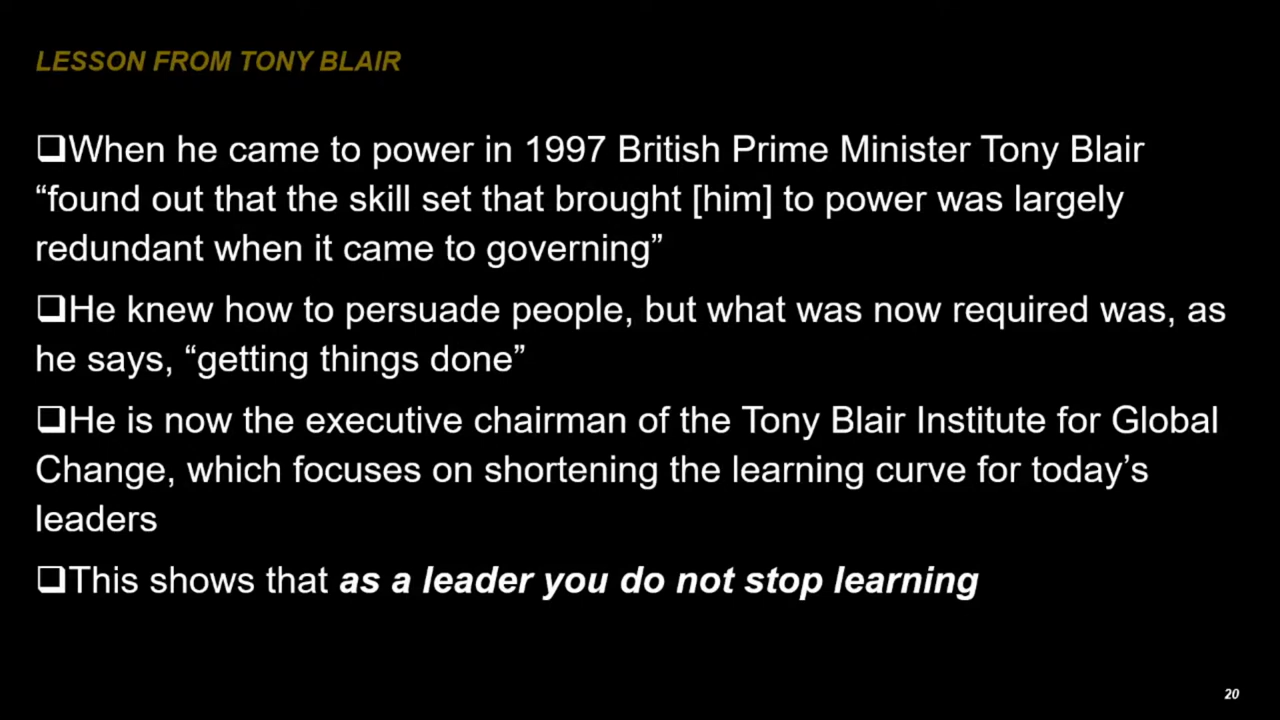 LESSON FROM TONY BLAIR
❑When he came to power in 1997 British Prime Minister Tony Blair
“found out that the skill set that brought [him] to power was largely
redundant when it came to governing”
❑He knew how to persuade people, but what was now required was, as
he says, “getting things done”
❑He is now the executive chairman of the Tony Blair Institute for Global
Change, which focuses on shortening the learning curve for today’s
leaders
❑This shows that as a leader you do not stop learning
20